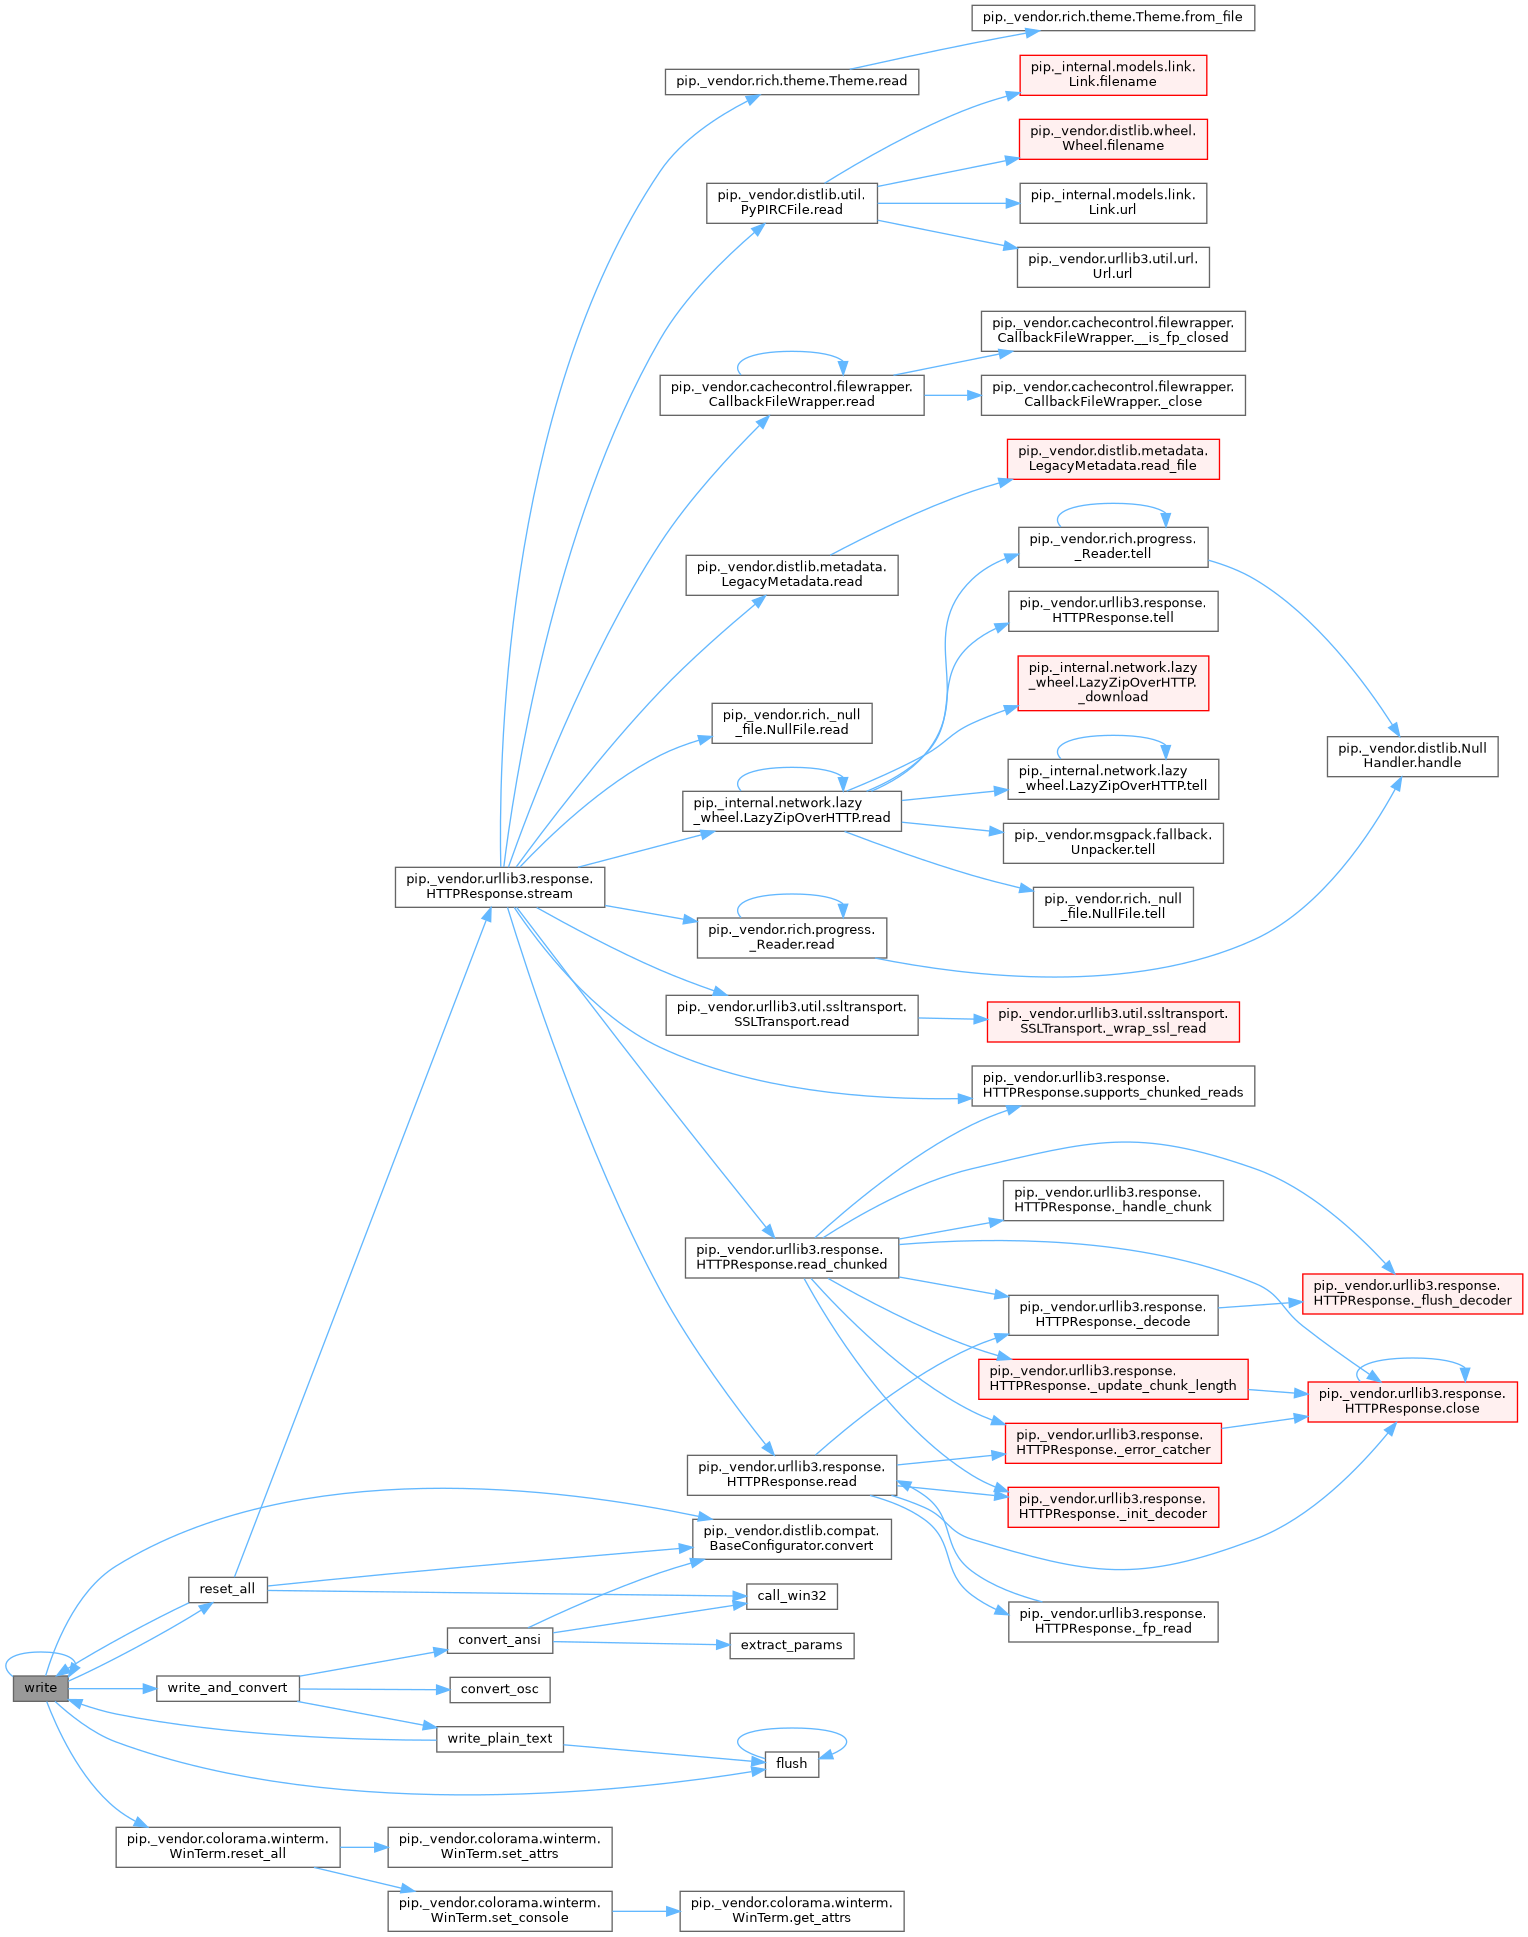 pip._vendor.rich.theme.Theme.from_file
pip._vendor.rich.theme.Theme.read
pip._internal.models.link.
Link.filename
pip._vendor.distlib.wheel.
Wheel.filename
pip._vendor.distlib.util.
PyPIRCFile.read
pip._internal.models.link.
Link.url
pip._vendor.urllib3.util.url.
Url.url
pip._vendor.cachecontrol.filewrapper.
CallbackFileWrapper.__is_fp_closed
pip._vendor.cachecontrol.filewrapper.
CallbackFileWrapper.read
pip._vendor.cachecontrol.filewrapper.
CallbackFileWrapper._close
pip._vendor.distlib.metadata.
LegacyMetadata.read_file
pip._vendor.rich.progress.
_Reader.tell
pip._vendor.distlib.metadata.
LegacyMetadata.read
pip._vendor.urllib3.response.
HTTPResponse.tell
pip._internal.network.lazy
_wheel.LazyZipOverHTTP.
_download
pip._vendor.rich._null
_file.NullFile.read
pip._vendor.distlib.Null
Handler.handle
pip._internal.network.lazy
_wheel.LazyZipOverHTTP.tell
pip._internal.network.lazy
_wheel.LazyZipOverHTTP.read
pip._vendor.msgpack.fallback.
Unpacker.tell
pip._vendor.urllib3.response.
HTTPResponse.stream
pip._vendor.rich._null
_file.NullFile.tell
pip._vendor.rich.progress.
_Reader.read
pip._vendor.urllib3.util.ssltransport.
SSLTransport.read
pip._vendor.urllib3.util.ssltransport.
SSLTransport._wrap_ssl_read
pip._vendor.urllib3.response.
HTTPResponse.supports_chunked_reads
pip._vendor.urllib3.response.
HTTPResponse._handle_chunk
pip._vendor.urllib3.response.
HTTPResponse.read_chunked
pip._vendor.urllib3.response.
HTTPResponse._flush_decoder
pip._vendor.urllib3.response.
HTTPResponse._decode
pip._vendor.urllib3.response.
HTTPResponse._update_chunk_length
pip._vendor.urllib3.response.
HTTPResponse.close
pip._vendor.urllib3.response.
HTTPResponse._error_catcher
pip._vendor.urllib3.response.
HTTPResponse.read
pip._vendor.urllib3.response.
HTTPResponse._init_decoder
pip._vendor.distlib.compat.
BaseConfigurator.convert
reset_all
call_win32
pip._vendor.urllib3.response.
HTTPResponse._fp_read
convert_ansi
extract_params
write
write_and_convert
convert_osc
write_plain_text
flush
pip._vendor.colorama.winterm.
WinTerm.reset_all
pip._vendor.colorama.winterm.
WinTerm.set_attrs
pip._vendor.colorama.winterm.
WinTerm.set_console
pip._vendor.colorama.winterm.
WinTerm.get_attrs